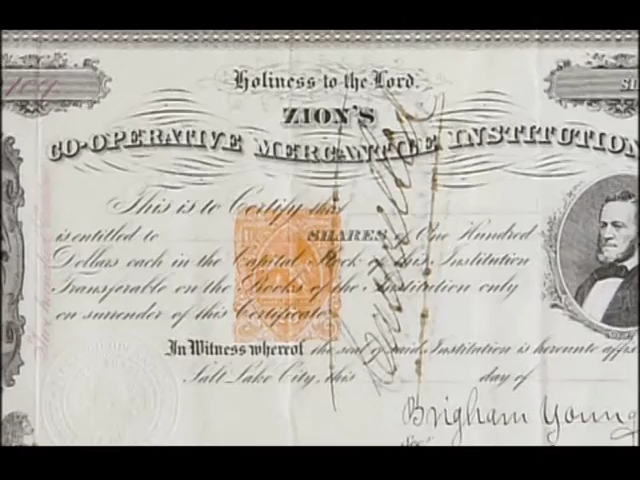 Holiness to the Lord.
ZION'S
CO-OPERATIVE MERCANTILE INSTITUTION
This is to Certify that
is entitled to SHARES of One Hundred
Dollars each in the Capital Stock of this Institution
Transferable on the Books of the Institution only
on surrender of this Certificate
In Witness whereof the seal of said Institution is hereunto affix
Salt Lake City, this day of
Brigham Young